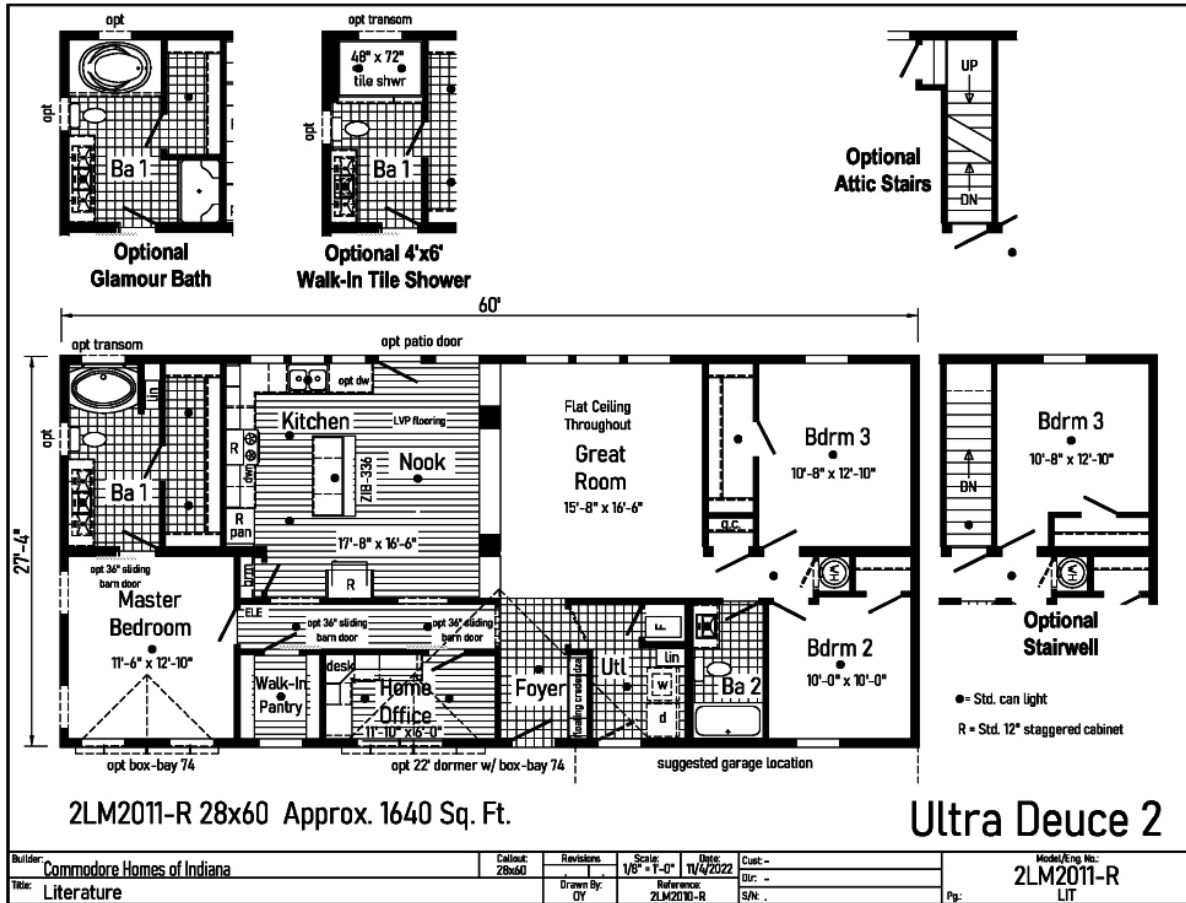 opt
opt
Ba 1
Optional
Glamour Bath
opt transom
48" x 72"
tile shwr
opt
Ba 1
Optional 4'x6'
Walk-In Tile Shower
UP
DN
Optional
Attic Stairs
60'
27'-4"
opt transom
opt
lin
Ba 1
opt patio door
opt dw
Kitchen
LVP flooring
Nook
R
R
pan
ZIB-336
17'-8" x 16'-6"
R
Flat Ceiling
Throughout
Great
Room
15'-8" x 16'-6"
Bdrm 3
10'-8" x 12'-10"
DN
Bdrm 3
10'-8" x 12'-10"
opt 36" sliding
barn door
Master
Bedroom
11'-6" x 12'-10"
ELE
opt 36" sliding
barn door
opt 36" sliding
barn door
Walk-In
Pantry
desk
Home
Office
11'-10" x 6'-0"
Foyer
floating credenza
Utl
F
lin
w
d
Ba 2
WH
Bdrm 2
10'-0" x 10'-0"
WH
Optional
Stairwell
= Std. can light
R = Std. 12" staggered cabinet
opt box-bay 74
opt 22' dormer w/ box-bay 74
suggested garage location
2LM2011-R 28x60 Approx. 1640 Sq. Ft.
Ultra Deuce 2
Builder: Commodore Homes of Indiana
Callout: 28x60
Revisions
Scale: 1/8" = 1'-0"
Date: 11/4/2022
Cust: -
Dlr: -
S/N: .
Model/Eng. No.: 2LM2011-R
Title: Literature
Drawn By: OY
Reference: 2LM2010-R
Pg.: LIT